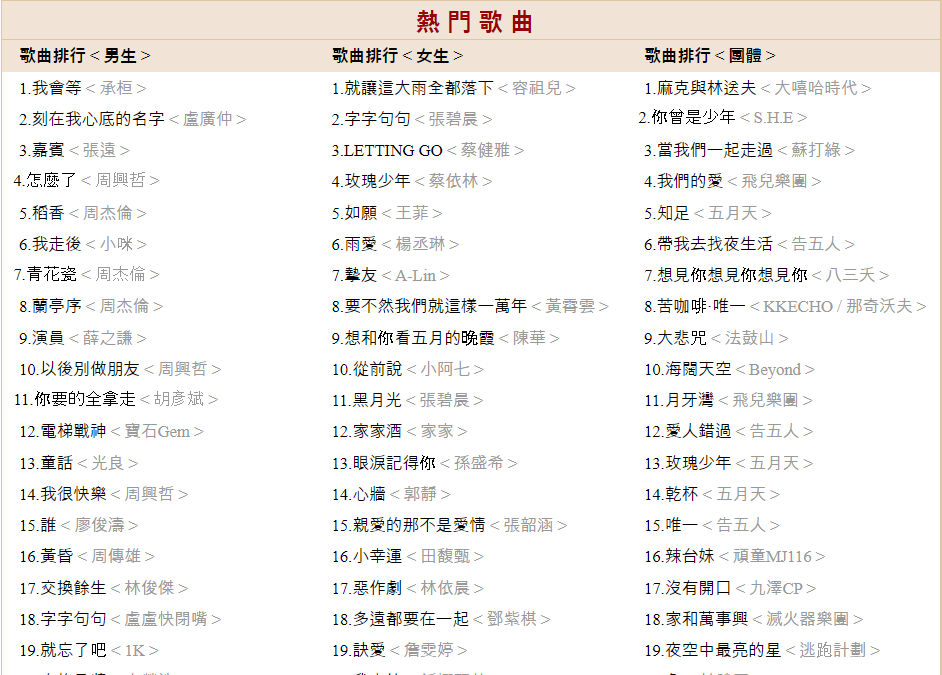 熱門歌曲
歌曲排行 < 男生 >
1.我會等 < 承桓 >
2.刻在我心底的名字 < 盧廣仲 >
3.嘉賓 < 張遠 >
4.怎麼了 < 周興哲 >
5.稻香 < 周杰倫 >
6.我走後 < 小咪 >
7.青花瓷 < 周杰倫 >
8.蘭亭序 < 周杰倫 >
9.演員 < 薛之謙 >
10.以後別做朋友 < 周興哲 >
11.你要的全拿走 < 胡彥斌 >
12.電梯戰神 < 寶石Gem >
13.童話 < 光良 >
14.我很快樂 < 周興哲 >
15.誰 < 廖俊濤 >
16.黃昏 < 周傳雄 >
17.交換餘生 < 林俊傑 >
18.字字句句 < 盧盧快閉嘴 >
19.就忘了吧 < 1K >
歌曲排行 < 女生 >
1.就讓這大雨全都落下 < 容祖兒 >
2.字字句句 < 張碧晨 >
3.LETTING GO < 蔡健雅 >
4.玫瑰少年 < 蔡依林 >
5.如願 < 王菲 >
6.雨愛 < 楊丞琳 >
7.摯友 < A-Lin >
8.要不然我們就這樣一萬年 < 黃霄雲 >
9.想和你看五月的晚霞 < 陳華 >
10.從前說 < 小阿七 >
11.黑月光 < 張碧晨 >
12.家家酒 < 家家 >
13.眼淚記得你 < 孫盛希 >
14.心牆 < 郭靜 >
15.親愛的那不是愛情 < 張韶涵 >
16.小幸運 < 田馥甄 >
17.惡作劇 < 林依晨 >
18.多遠都要在一起 < 鄧紫棋 >
19.訣愛 < 詹雯婷 >
歌曲排行 < 團體 >
1.麻克與林送夫 < 大嘻哈時代 >
2.你曾是少年 < S.H.E >
3.當我們一起走過 < 蘇打綠 >
4.我們的愛 < 飛兒樂團 >
5.知足 < 五月天 >
6.帶我去找夜生活 < 告五人 >
7.想見你想見你想見你 < 八三夭 >
8.苦咖啡·唯一 < KKECHO / 那奇沃夫 >
9.大悲咒 < 法鼓山 >
10.海闊天空 < Beyond >
11.月牙灣 < 飛兒樂團 >
12.愛人錯過 < 告五人 >
13.玫瑰少年 < 五月天 >
14.乾杯 < 五月天 >
15.唯一 < 告五人 >
16.辣台妹 < 頑童MJ116 >
17.沒有開口 < 九澤CP >
18.家和萬事興 < 滅火器樂團 >
19.夜空中最亮的星 < 逃跑計劃 >